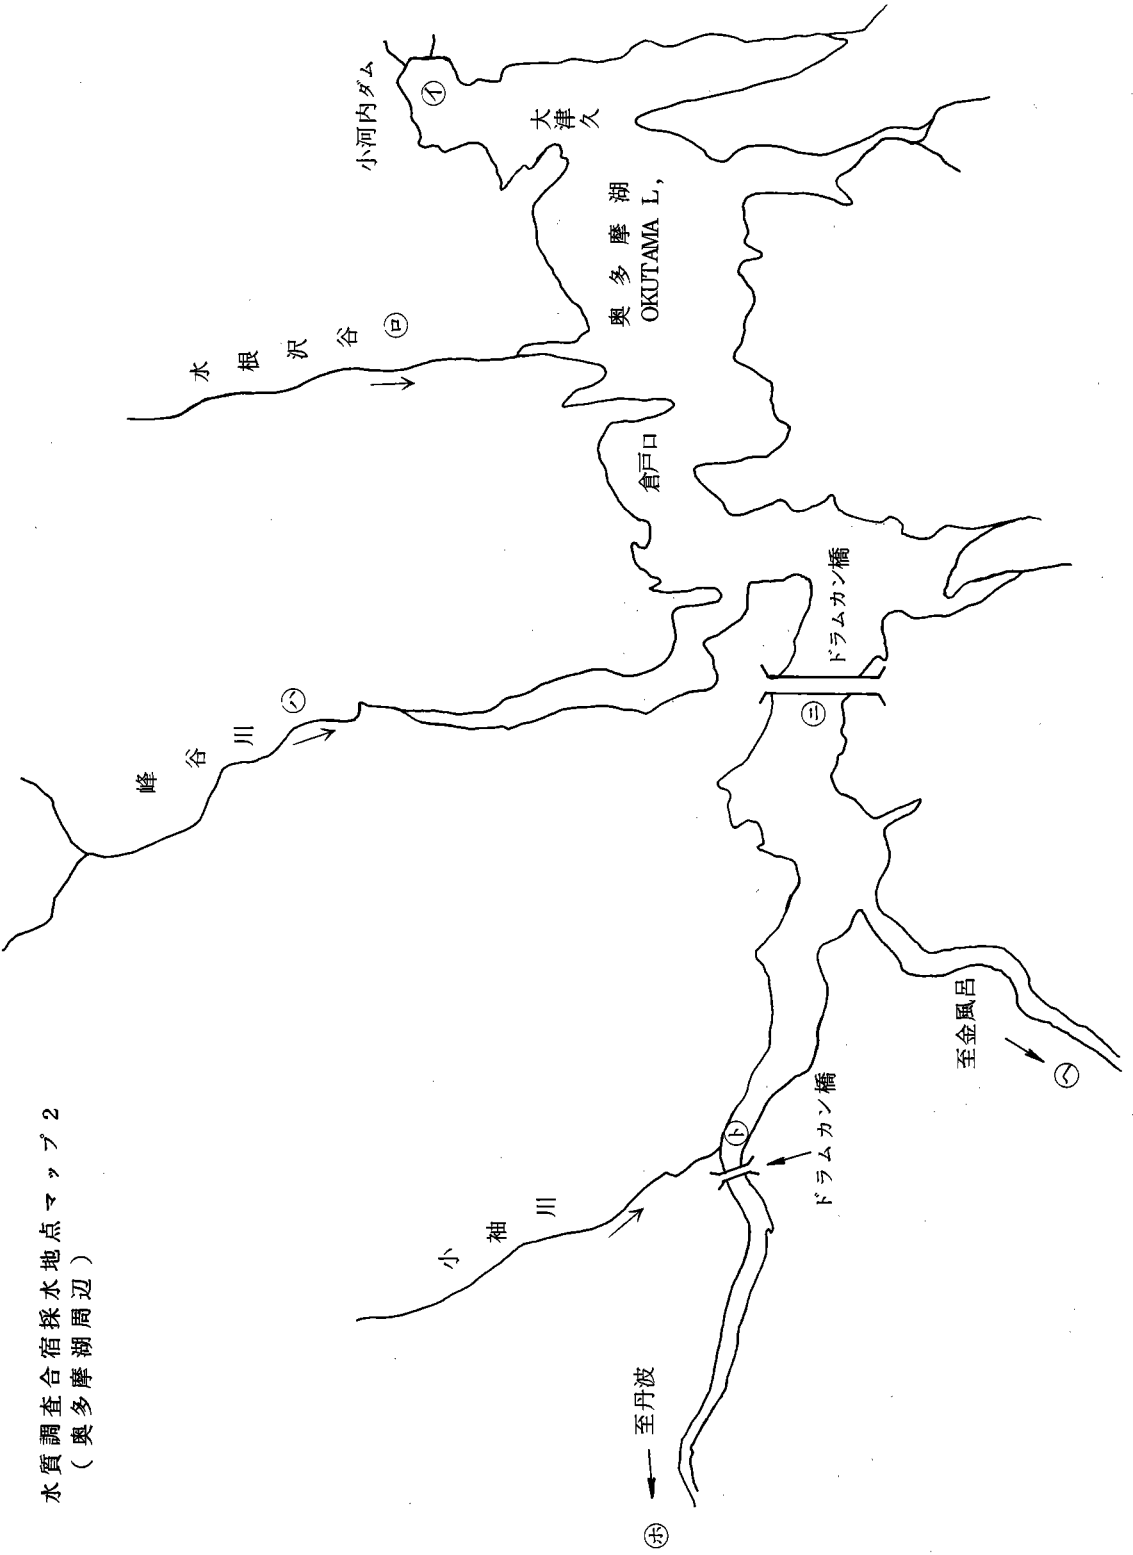 水質調査合宿採水地点マップ2
(奥多摩湖周辺)
小河内ダム
イ
大津久
奥多摩湖
OKUTAMA L,
水根沢谷
ロ
倉戸口
峰谷川
ハ
ドラムカン橋
ニ
小袖川
ト
ドラムカン橋
至金風呂
ヘ
至丹波
ホ